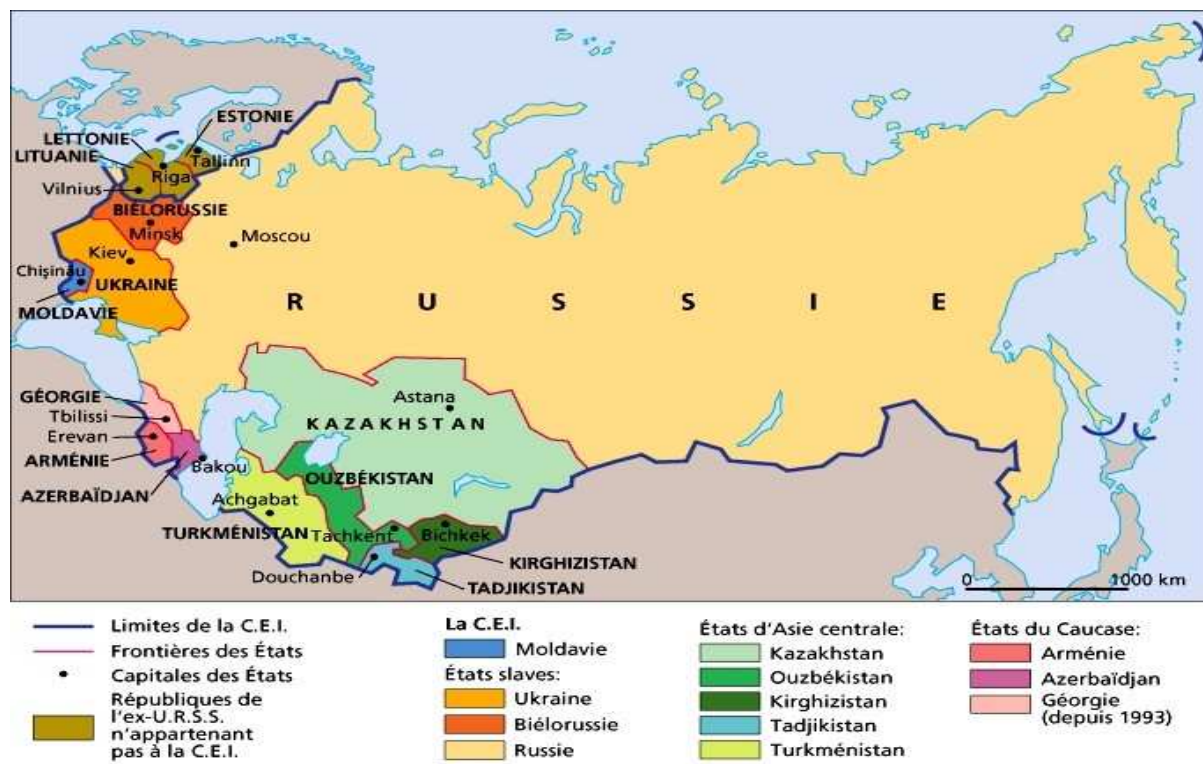 ESTONIE
LETTONIE
LITUANIE
Tallinn
Riga
Vilnius
BIÉLORUSSIE
Minsk
Moscou
Kiev
Chişinău
UKRAINE
MOLDAVIE
R U S S I E
GÉORGIE
Tbilissi
Erevan
ARMÉNIE
AZERBAÏDJAN
Bakou
Astana
KAZAKHSTAN
OUZBÉKISTAN
Achgabat
TURKMÉNISTAN
Tachkent
Bichkek
Douchanbe
KIRGHIZISTAN
TADJIKISTAN
0 1000 km
Limites de la C.E.I.
Frontières des États
Capitales des États
Républiques de
l'ex-U.R.S.S.
n'appartenant
pas à la C.E.I.
La C.E.I.
Moldavie
États slaves:
Ukraine
Biélorussie
Russie
États d'Asie centrale:
Kazakhstan
Ouzbékistan
Kirghizistan
Tadjikistan
Turkménistan
États du Caucase:
Arménie
Azerbaïdjan
Géorgie
(depuis 1993)